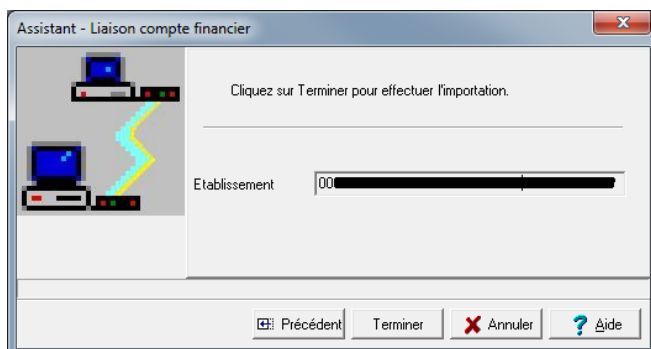 Assistant - Liaison compte financier
Cliquez sur Terminer pour effectuer l'importation.
Etablissement 00
Précédent Terminer Annuler Aide